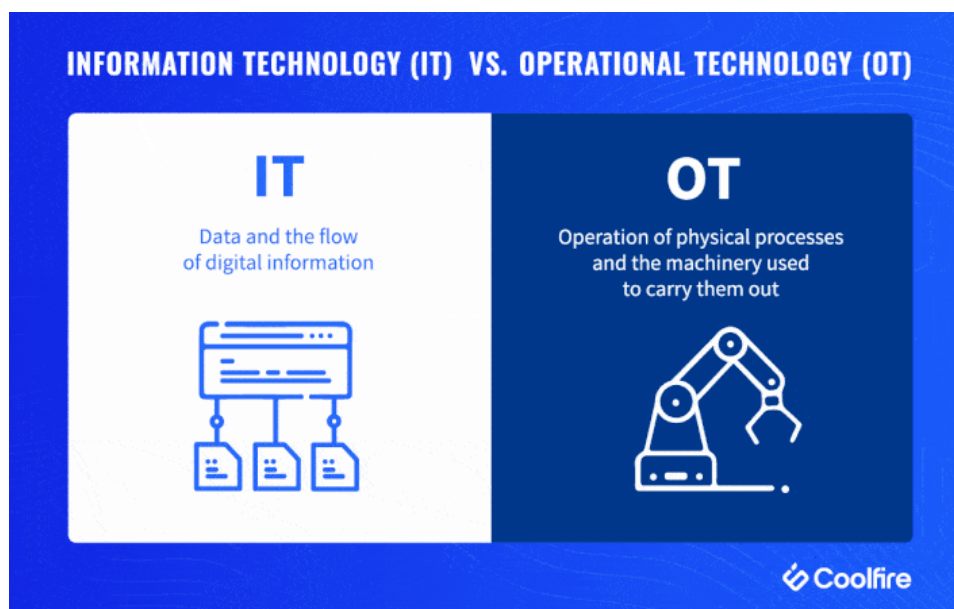 INFORMATION TECHNOLOGY (IT) VS. OPERATIONAL TECHNOLOGY (OT)
IT
Data and the flow
of digital information
OT
Operation of physical processes
and the machinery used
to carry them out
Coolfire